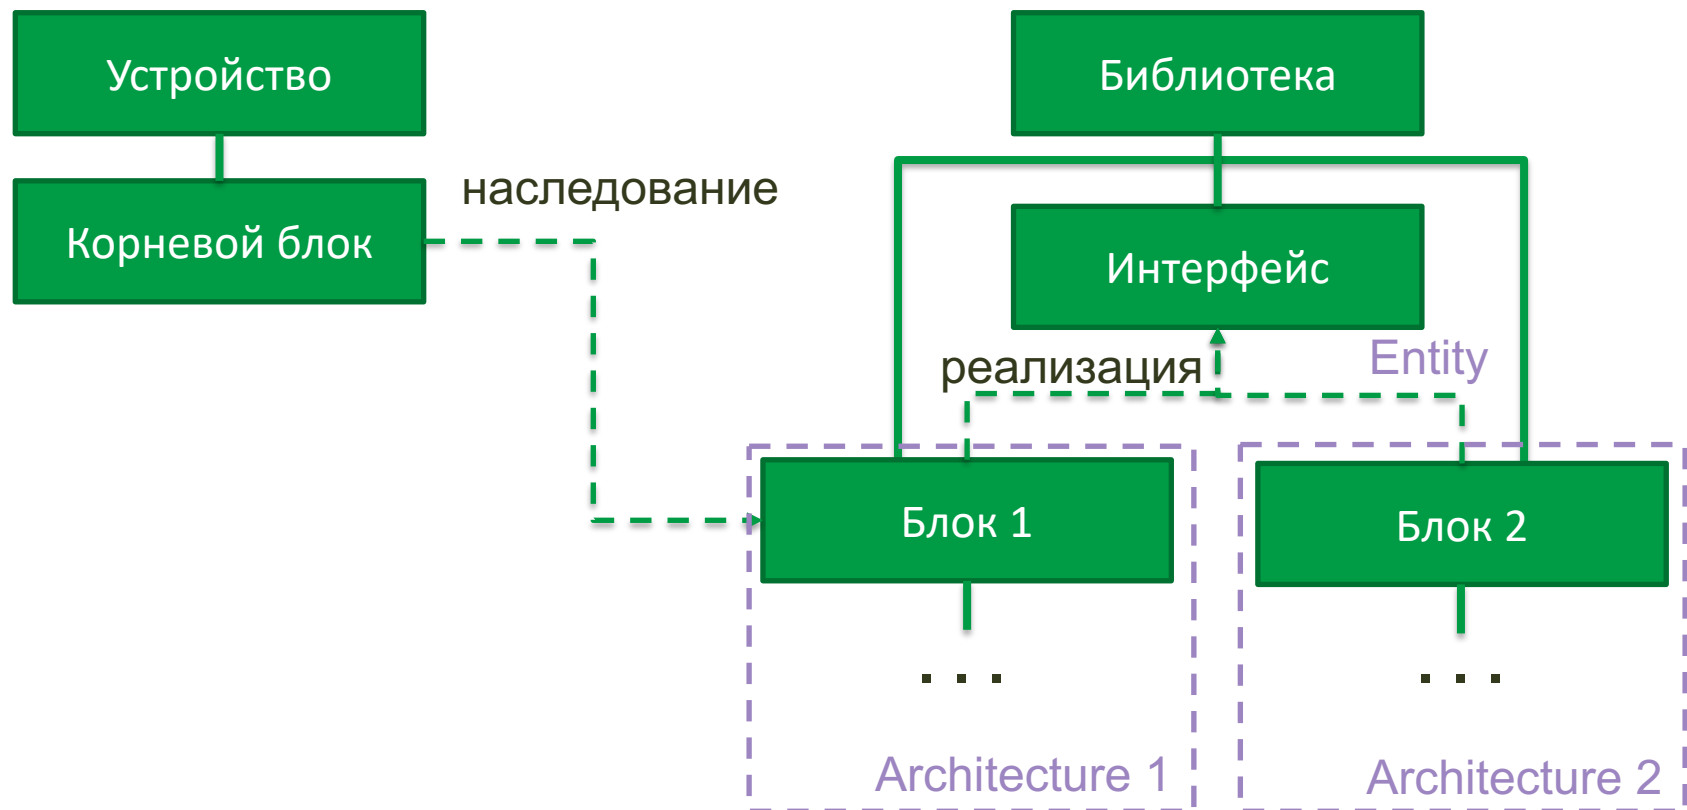 Устройство
Библиотека
Корневой блок
наследование
Интерфейс
реализация
Entity
Блок 1
Блок 2
. . .
. . .
Architecture 1
Architecture 2